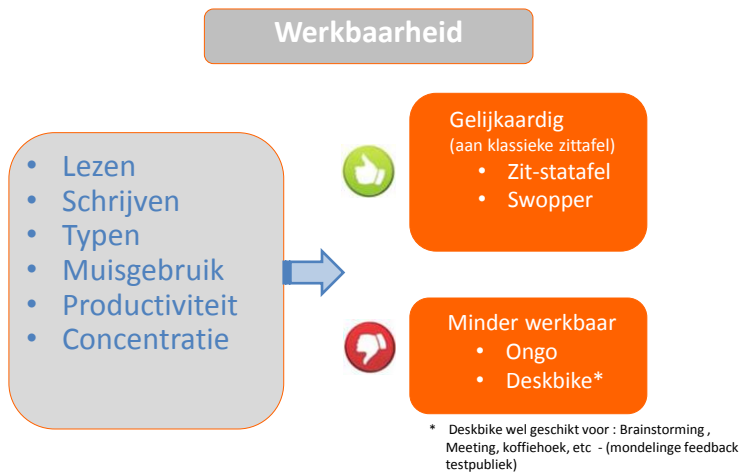 Werkbaarheid
• Lezen
• Schrijven
• Typen
• Muisgebruik
• Productiviteit
• Concentratie
Gelijkaardig
(aan klassieke zittafel)
• Zit-statafel
• Swopper
Minder werkbaar
• Ongo
• Deskbike*
* Deskbike wel geschikt voor : Brainstorming ,
Meeting, koffiehoek, etc - (mondelinge feedback
testpubliek)